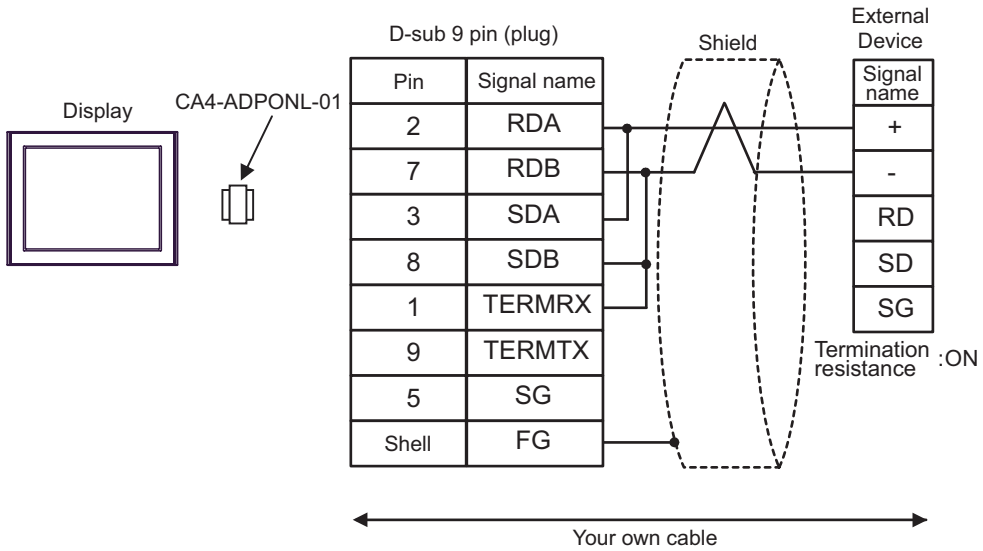 External
Device
D-sub 9 pin (plug)
Shield
Display
CA4-ADPONL-01
Pin Signal name
2 RDA
7 RDB
3 SDA
8 SDB
1 TERMRX
9 TERMTX
5 SG
Shell FG
Signal
name
+
-
RD
SD
SG
Termination
resistance :ON
Your own cable